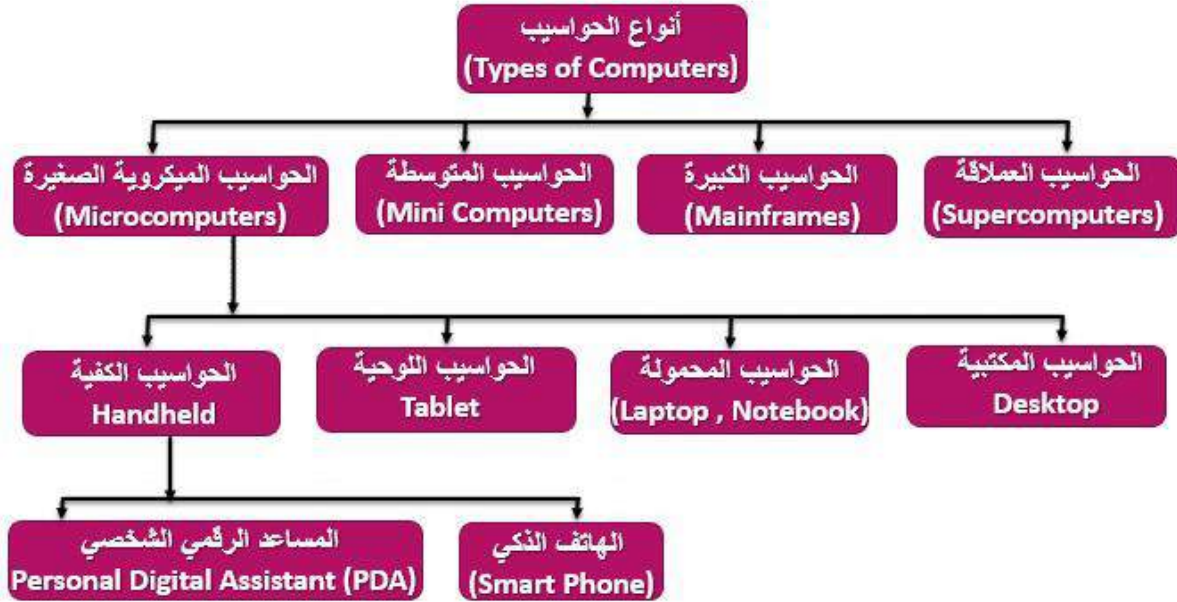 أنواع الحواسيب
(Types of Computers)
الحواسيب العملاقة
(Supercomputers)
الحواسيب الكبيرة
(Mainframes)
الحواسيب المتوسطة
(Mini Computers)
الحواسيب الميكروية الصغيرة
(Microcomputers)
الحواسيب المكتبية
Desktop
الحواسيب المحمولة
(Laptop , Notebook)
الحواسيب اللوحية
Tablet
الحواسيب الكفية
Handheld
الهاتف الذكي
(Smart Phone)
المساعد الرقمي الشخصي
Personal Digital Assistant (PDA)